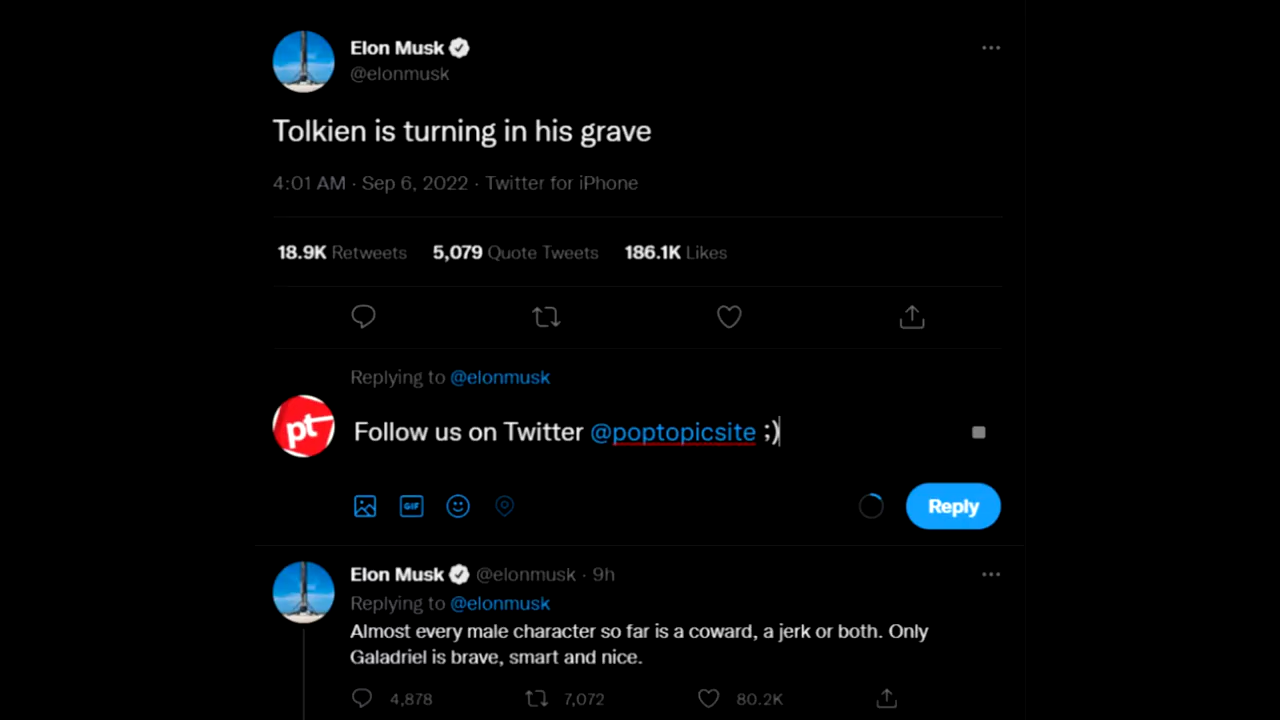 Elon Musk
@elonmusk
Tolkien is turning in his grave
4:01 AM · Sep 6, 2022 · Twitter for iPhone
18.9K Retweets 5,079 Quote Tweets 186.1K Likes
Replying to @elonmusk
pt
Follow us on Twitter @poptopicsite ;)
GIF
Reply
Elon Musk @elonmusk · 9h
Replying to @elonmusk
Almost every male character so far is a coward, a jerk or both. Only
Galadriel is brave, smart and nice.
4,878 7,072 80.2K